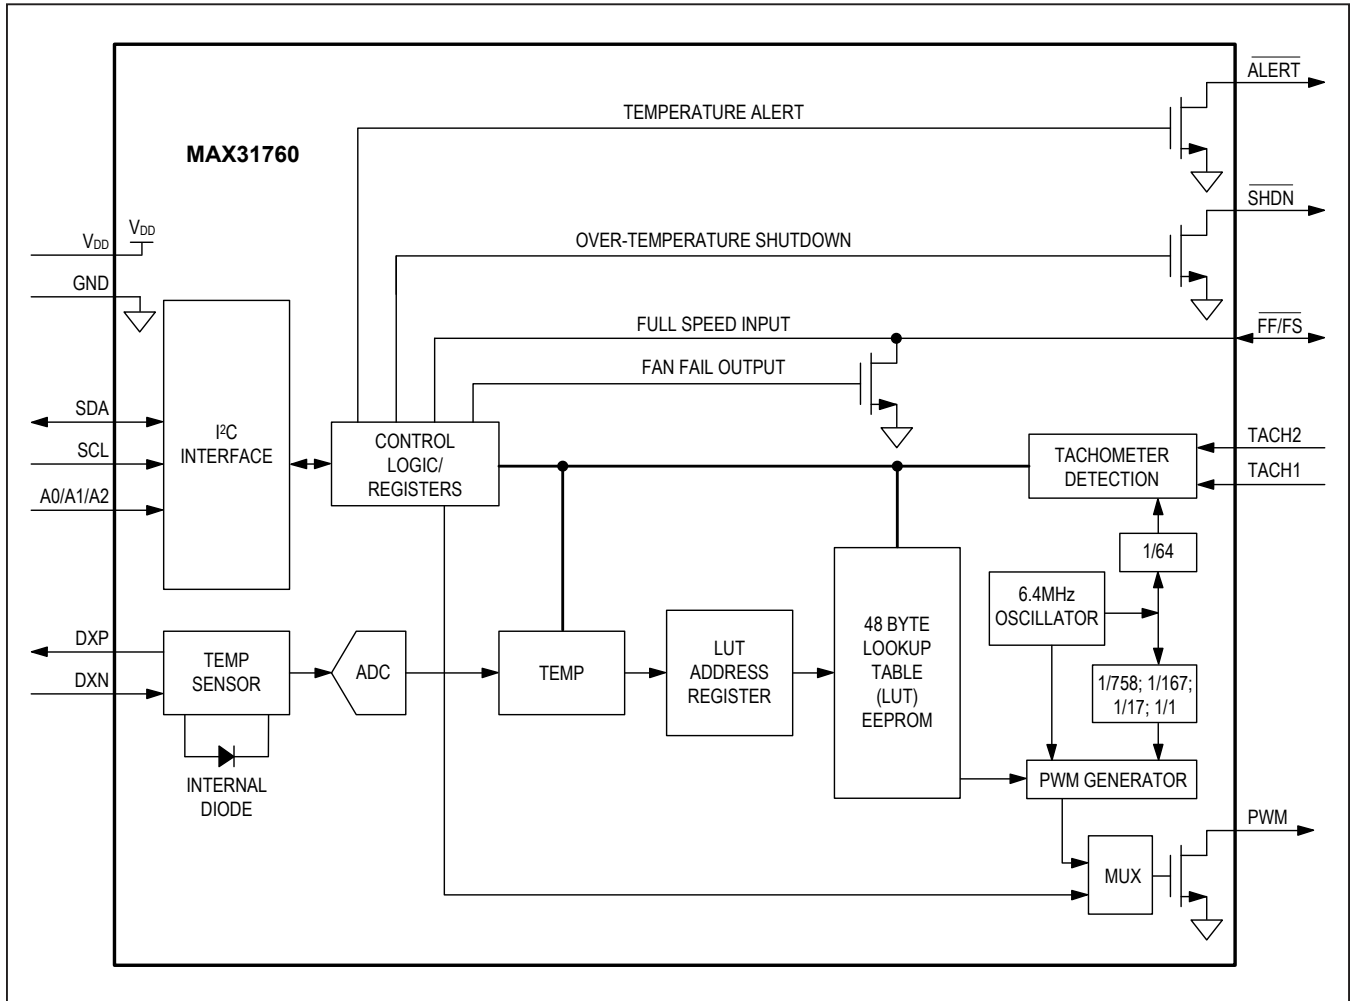 ALERT
TEMPERATURE ALERT
MAX31760
SHDN
VDD
VDD
OVER-TEMPERATURE SHUTDOWN
GND
FULL SPEED INPUT
FF/FS
FAN FAIL OUTPUT
SDA
SCL
A0/A1/A2
I²C
INTERFACE
CONTROL
LOGIC/
REGISTERS
TACHOMETER
DETECTION
TACH2
TACH1
1/64
6.4MHz
OSCILLATOR
DXP
DXN
TEMP
SENSOR
ADC
TEMP
LUT
ADDRESS
REGISTER
48 BYTE
LOOKUP
TABLE
(LUT)
EEPROM
1/758; 1/167;
1/17; 1/1
INTERNAL
DIODE
PWM GENERATOR
PWM
MUX